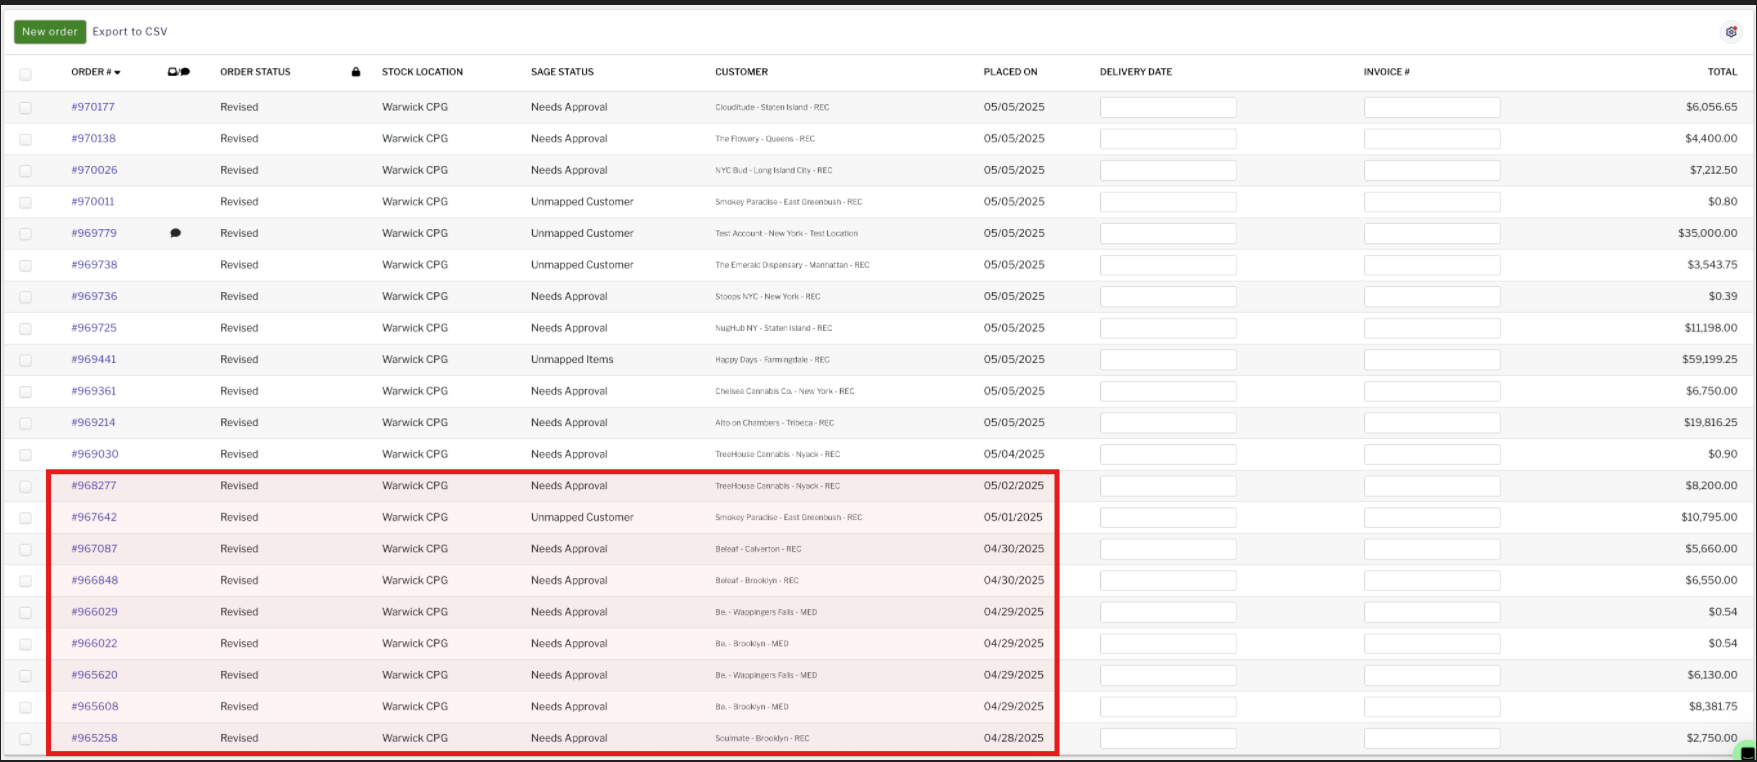 New order Export to CSV
ORDER # ORDER STATUS STOCK LOCATION SAGE STATUS CUSTOMER PLACED ON DELIVERY DATE INVOICE # TOTAL
#970177 Revised Warwick CPG Needs Approval Clouditude - Staten Island - REC 05/05/2025 $6,056.65
#970138 Revised Warwick CPG Needs Approval The Flowery - Queens - REC 05/05/2025 $4,400.00
#970026 Revised Warwick CPG Needs Approval NYC Bud - Long Island City - REC 05/05/2025 $7,212.50
#970011 Revised Warwick CPG Unmapped Customer Smokey Paradise - East Greenbush - REC 05/05/2025 $0.80
#969779 Revised Warwick CPG Unmapped Customer Test Account - New York - Test Location 05/05/2025 $35,000.00
#969738 Revised Warwick CPG Unmapped Customer The Emerald Dispensary - Manhattan - REC 05/05/2025 $3,543.75
#969736 Revised Warwick CPG Needs Approval Stoops NYC - New York - REC 05/05/2025 $0.39
#969725 Revised Warwick CPG Needs Approval NugHub NY - Staten Island - REC 05/05/2025 $11,198.00
#969441 Revised Warwick CPG Unmapped Items Happy Days - Farmingdale - REC 05/05/2025 $59,199.25
#969361 Revised Warwick CPG Needs Approval Chelsea Cannabis Co. - New York - REC 05/05/2025 $6,750.00
#969214 Revised Warwick CPG Needs Approval Alto on Chambers - Tribeca - REC 05/05/2025 $19,816.25
#969030 Revised Warwick CPG Needs Approval TreeHouse Cannabis - Nyack - REC 05/04/2025 $0.90
#968277 Revised Warwick CPG Needs Approval TreeHouse Cannabis - Nyack - REC 05/02/2025 $8,200.00
#967642 Revised Warwick CPG Unmapped Customer Smokey Paradise - East Greenbush - REC 05/01/2025 $10,795.00
#967087 Revised Warwick CPG Needs Approval Beleaf - Calverton - REC 04/30/2025 $5,660.00
#966848 Revised Warwick CPG Needs Approval Beleaf - Brooklyn - REC 04/30/2025 $6,550.00
#966029 Revised Warwick CPG Needs Approval Be. - Wappingers Falls - MED 04/29/2025 $0.54
#966022 Revised Warwick CPG Needs Approval Be. - Brooklyn - MED 04/29/2025 $0.54
#965620 Revised Warwick CPG Needs Approval Be. - Wappingers Falls - MED 04/29/2025 $6,130.00
#965608 Revised Warwick CPG Needs Approval Be. - Brooklyn - MED 04/29/2025 $8,381.75
#965258 Revised Warwick CPG Needs Approval Soulmate - Brooklyn - REC 04/28/2025 $2,750.00